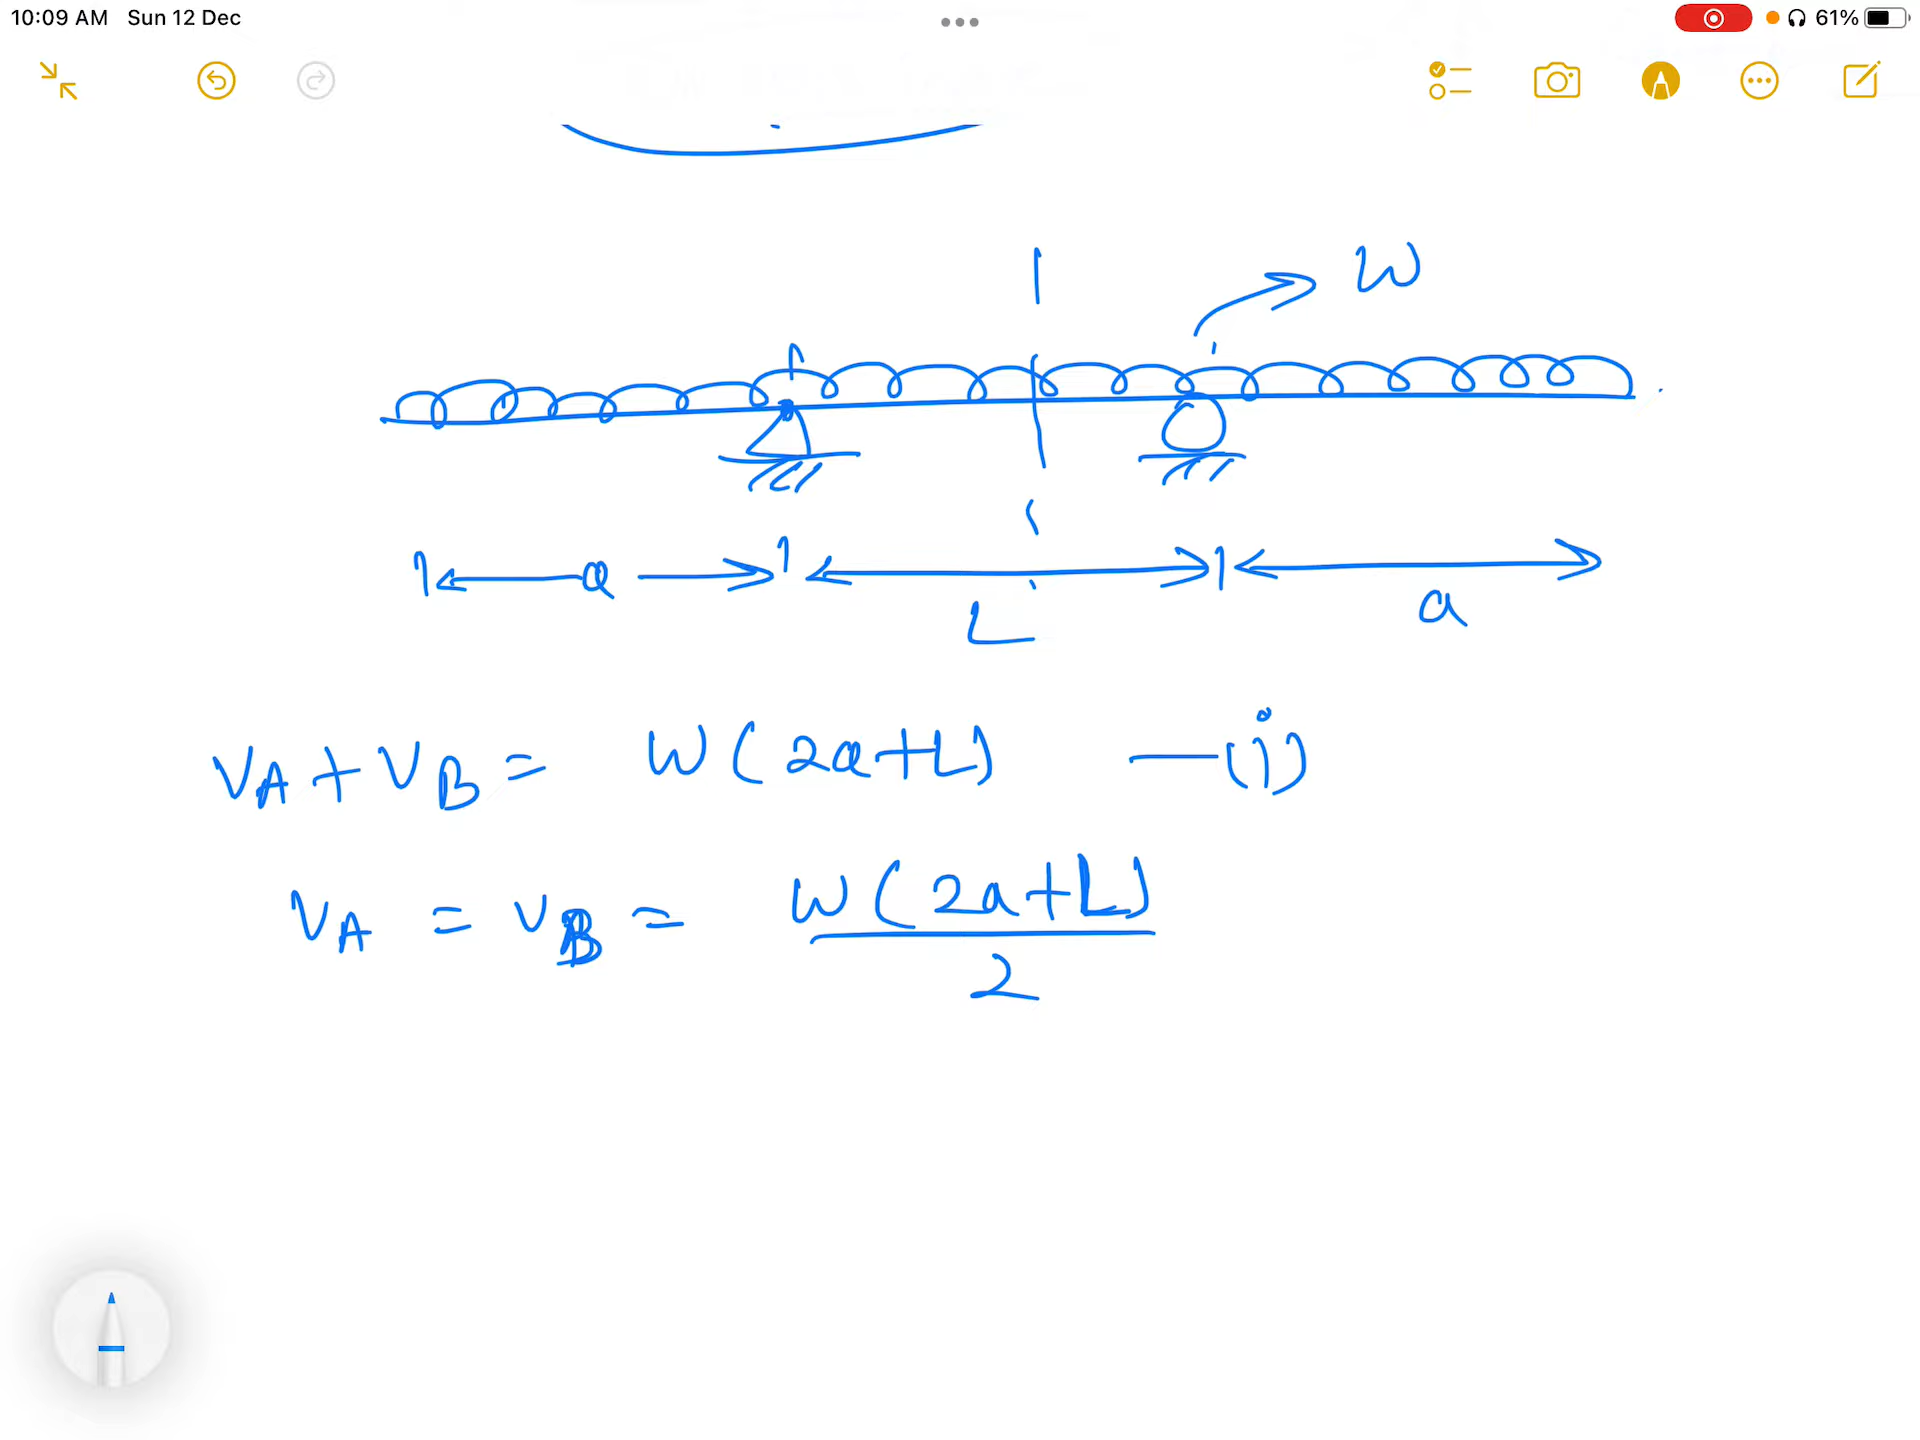 10:09 AM Sun 12 Dec 61%
W
a L a
VA + VB = W (2a+L) —(i)
VA = VB = W (2a+L)
2